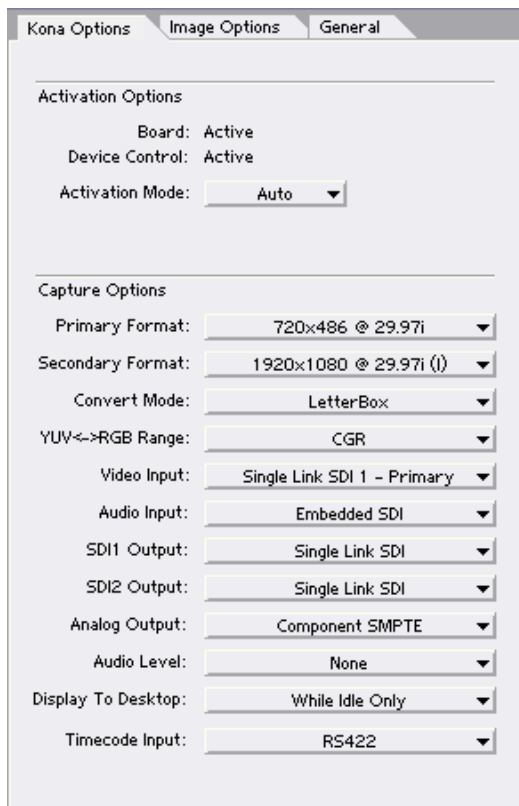 Kona Options Image Options General
Activation Options
Board: Active
Device Control: Active
Activation Mode: Auto
Capture Options
Primary Format: 720x486 @ 29.97i
Secondary Format: 1920x1080 @ 29.97i (I)
Convert Mode: LetterBox
YUV<->RGB Range: CGR
Video Input: Single Link SDI 1 - Primary
Audio Input: Embedded SDI
SDI1 Output: Single Link SDI
SDI2 Output: Single Link SDI
Analog Output: Component SMPTE
Audio Level: None
Display To Desktop: While Idle Only
Timecode Input: RS422